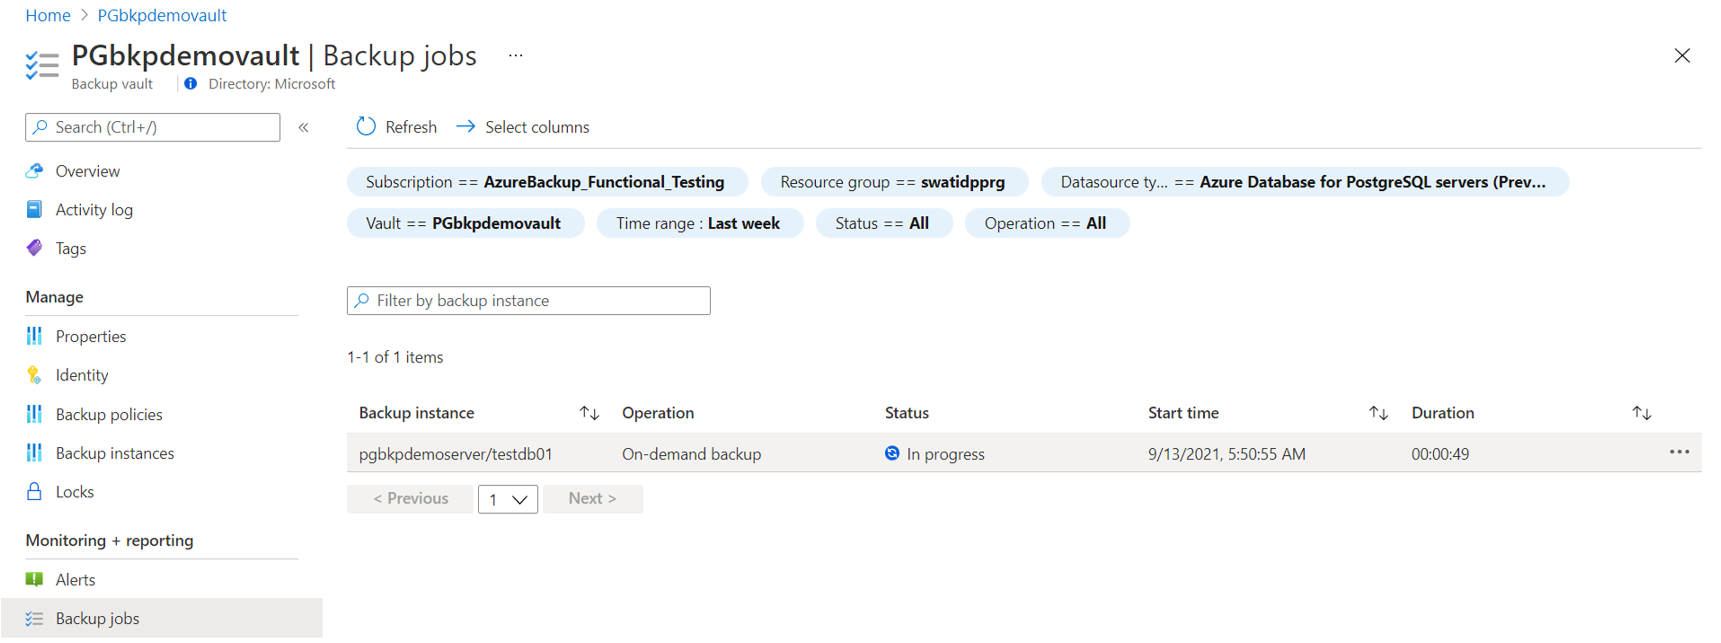 Home > PGbkpdemovault
PGbkpdemovault | Backup jobs ...
Backup vault | Directory: Microsoft
Search (Ctrl+/) «
Overview
Activity log
Tags
Manage
Properties
Identity
Backup policies
Backup instances
Locks
Monitoring + reporting
Alerts
Backup jobs
Refresh Select columns
Subscription == AzureBackup_Functional_Testing Resource group == swatidpprg Datasource ty... == Azure Database for PostgreSQL servers (Prev...
Vault == PGbkpdemovault Time range : Last week Status == All Operation == All
Filter by backup instance
1-1 of 1 items
Backup instance ↑↓ Operation Status Start time ↑↓ Duration ↑↓
pgbkpdemoserver/testdb01 On-demand backup In progress 9/13/2021, 5:50:55 AM 00:00:49 ...
< Previous 1 Next >